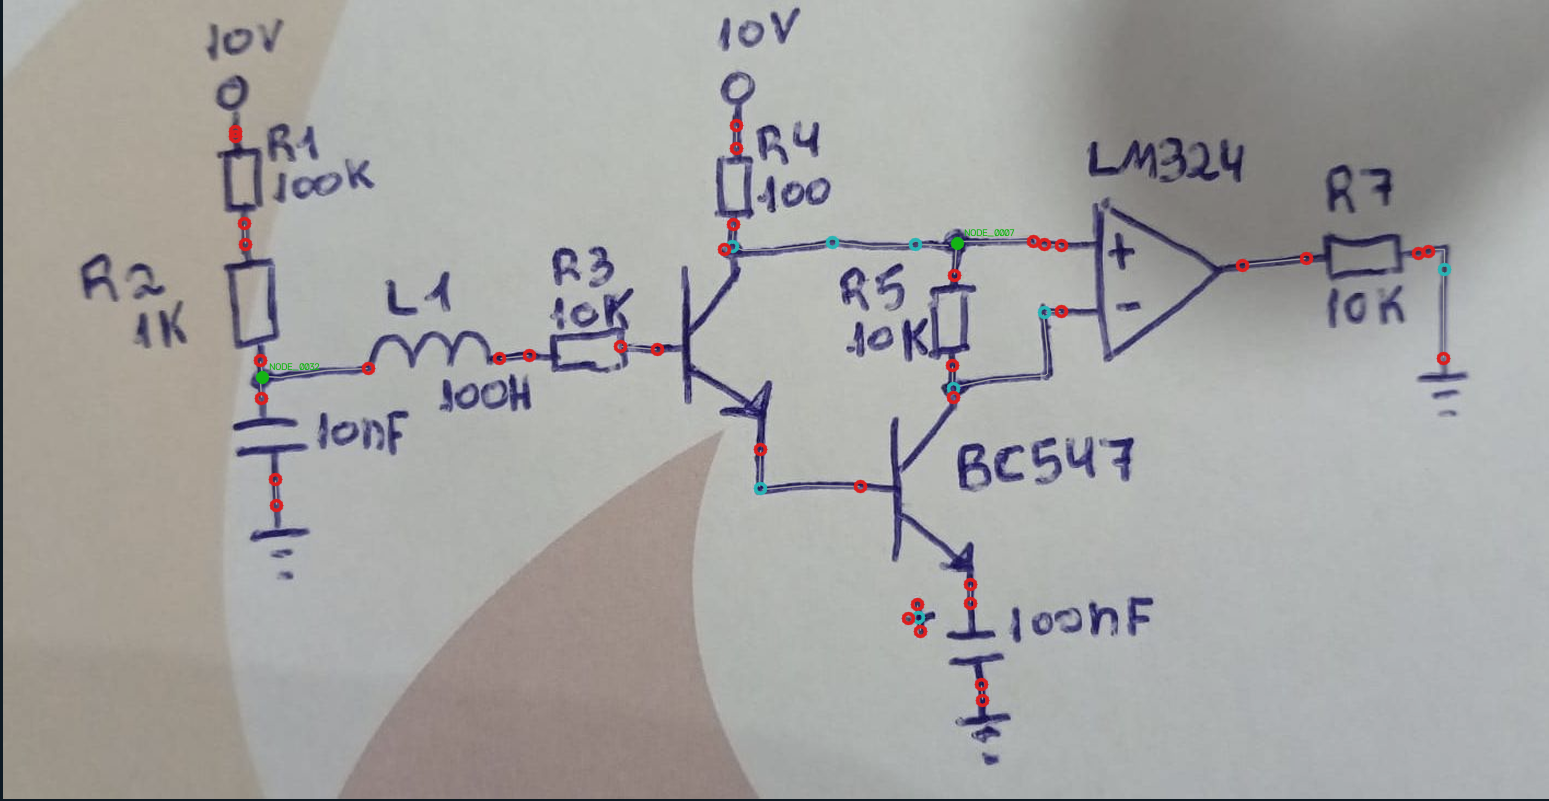 10V
10V
R1
100K
R4
100
LM324
R7
10K
R2
1K
L1
100H
R3
10K
R5
10K
NODE_0007
NODE_0032
+
-
10nF
BC547
100nF
+